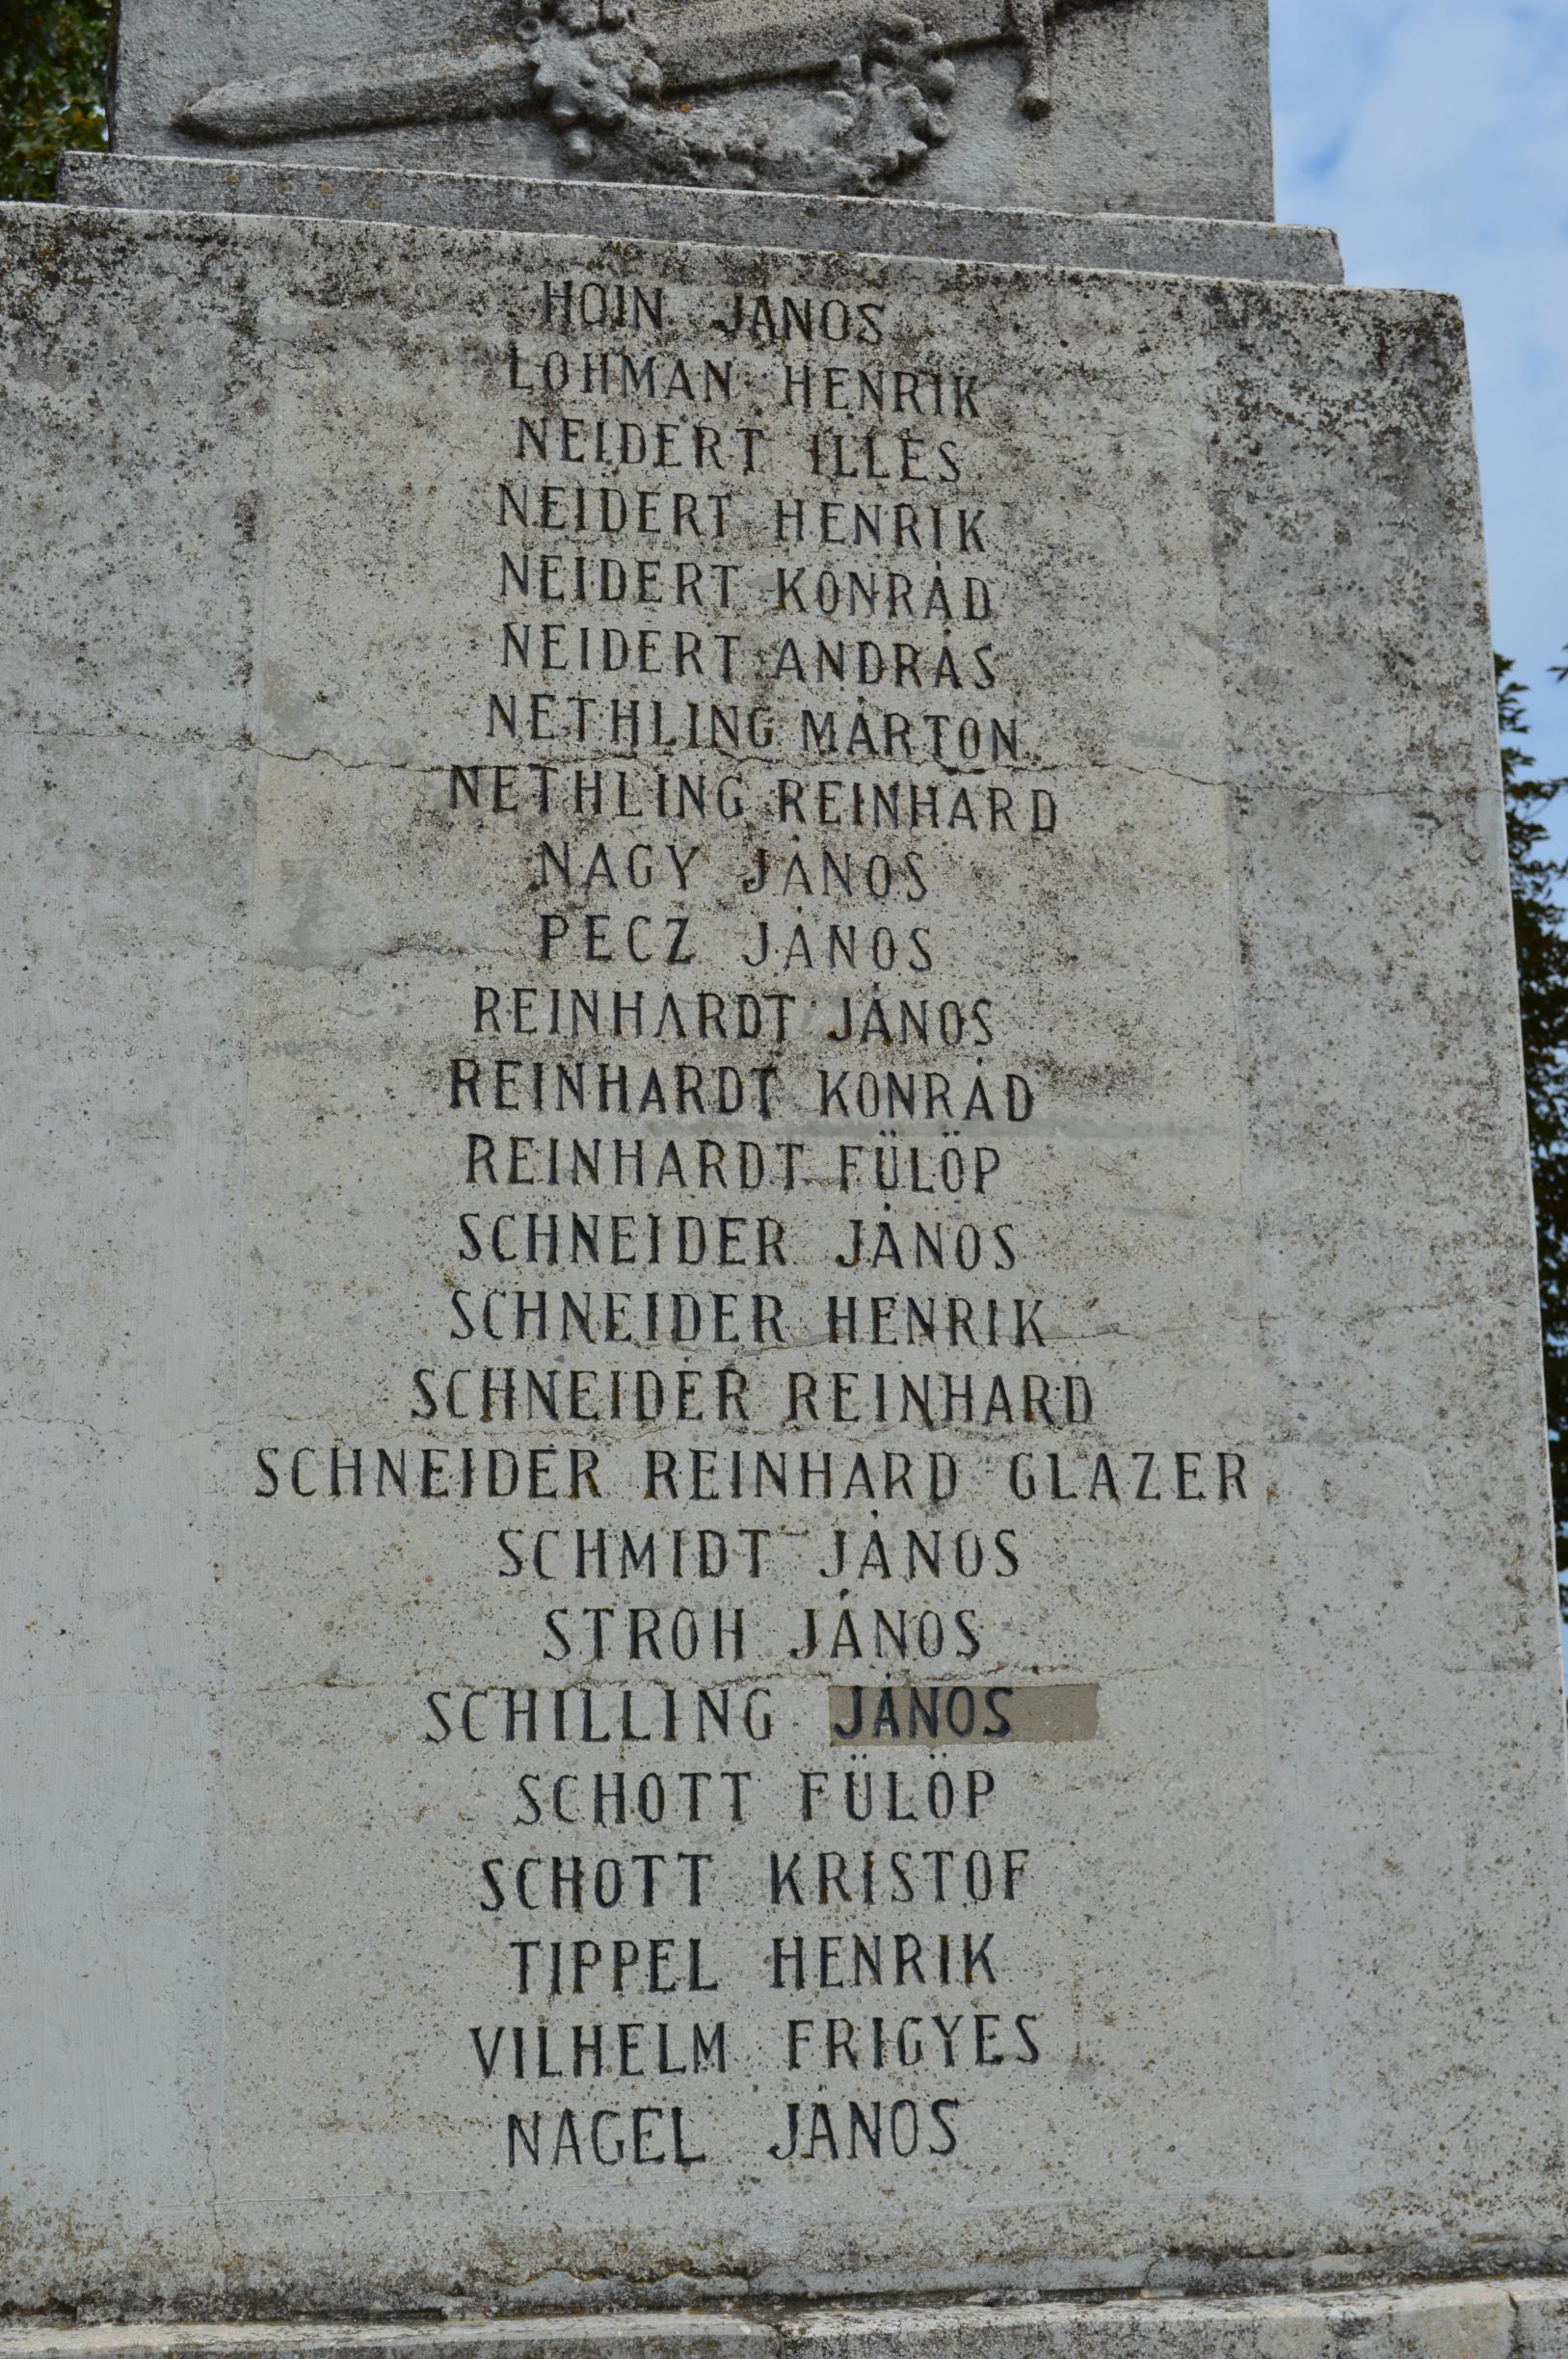 HOIN JÁNOS
LOHMAN HENRIK
NEIDERT ILLÉS
NEIDERT HENRIK
NEIDERT KONRÁD
NEIDERT ANDRÁS
NETHLING MÁRTON
NETHLING REINHARD
NAGY JÁNOS
PECZ JÁNOS
REINHARDT JÁNOS
REINHARDT KONRÁD
REINHARDT FÜLÖP
SCHNEIDER JÁNOS
SCHNEIDER HENRIK
SCHNEIDER REINHARD
SCHNEIDER REINHARD GLAZER
SCHMIDT JÁNOS
STROH JÁNOS
SCHILLING JÁNOS
SCHOTT FÜLÖP
SCHOTT KRISTOF
TIPPEL HENRIK
VILHELM FRIGYES
NAGEL JÁNOS